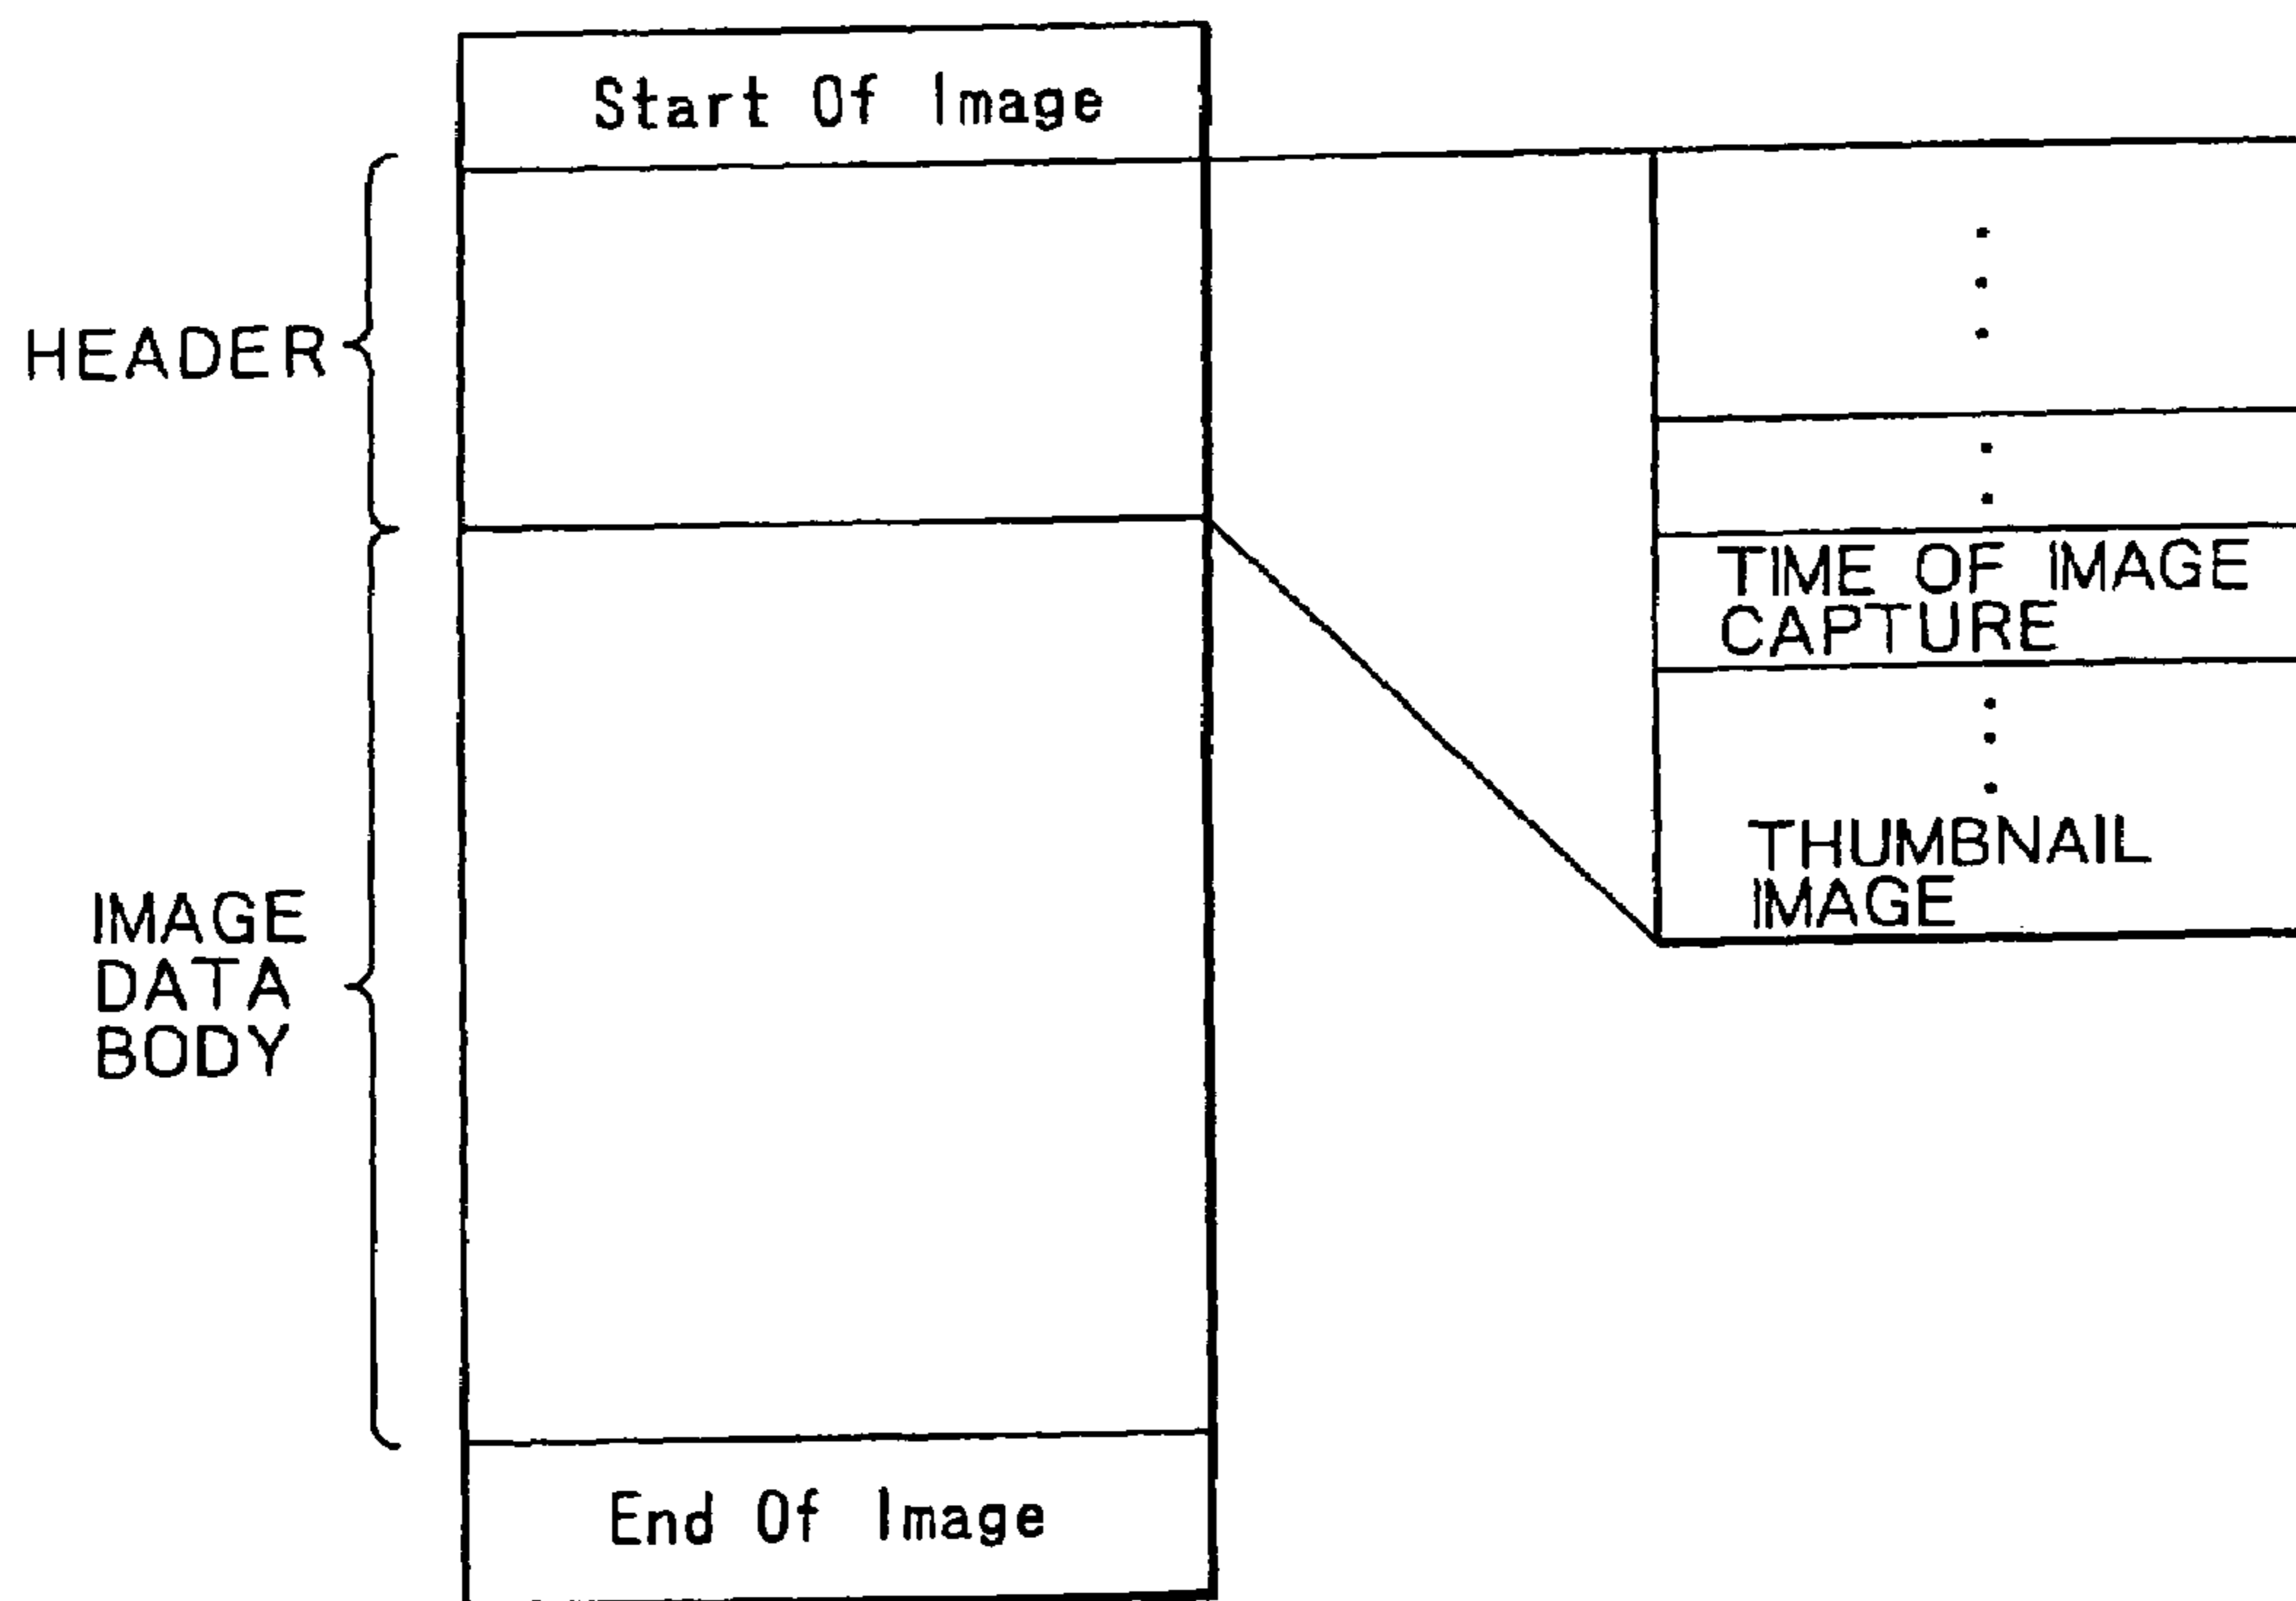 Start Of Image
HEADER
TIME OF IMAGE
CAPTURE
THUMBNAIL
IMAGE
IMAGE
DATA
BODY
End Of Image